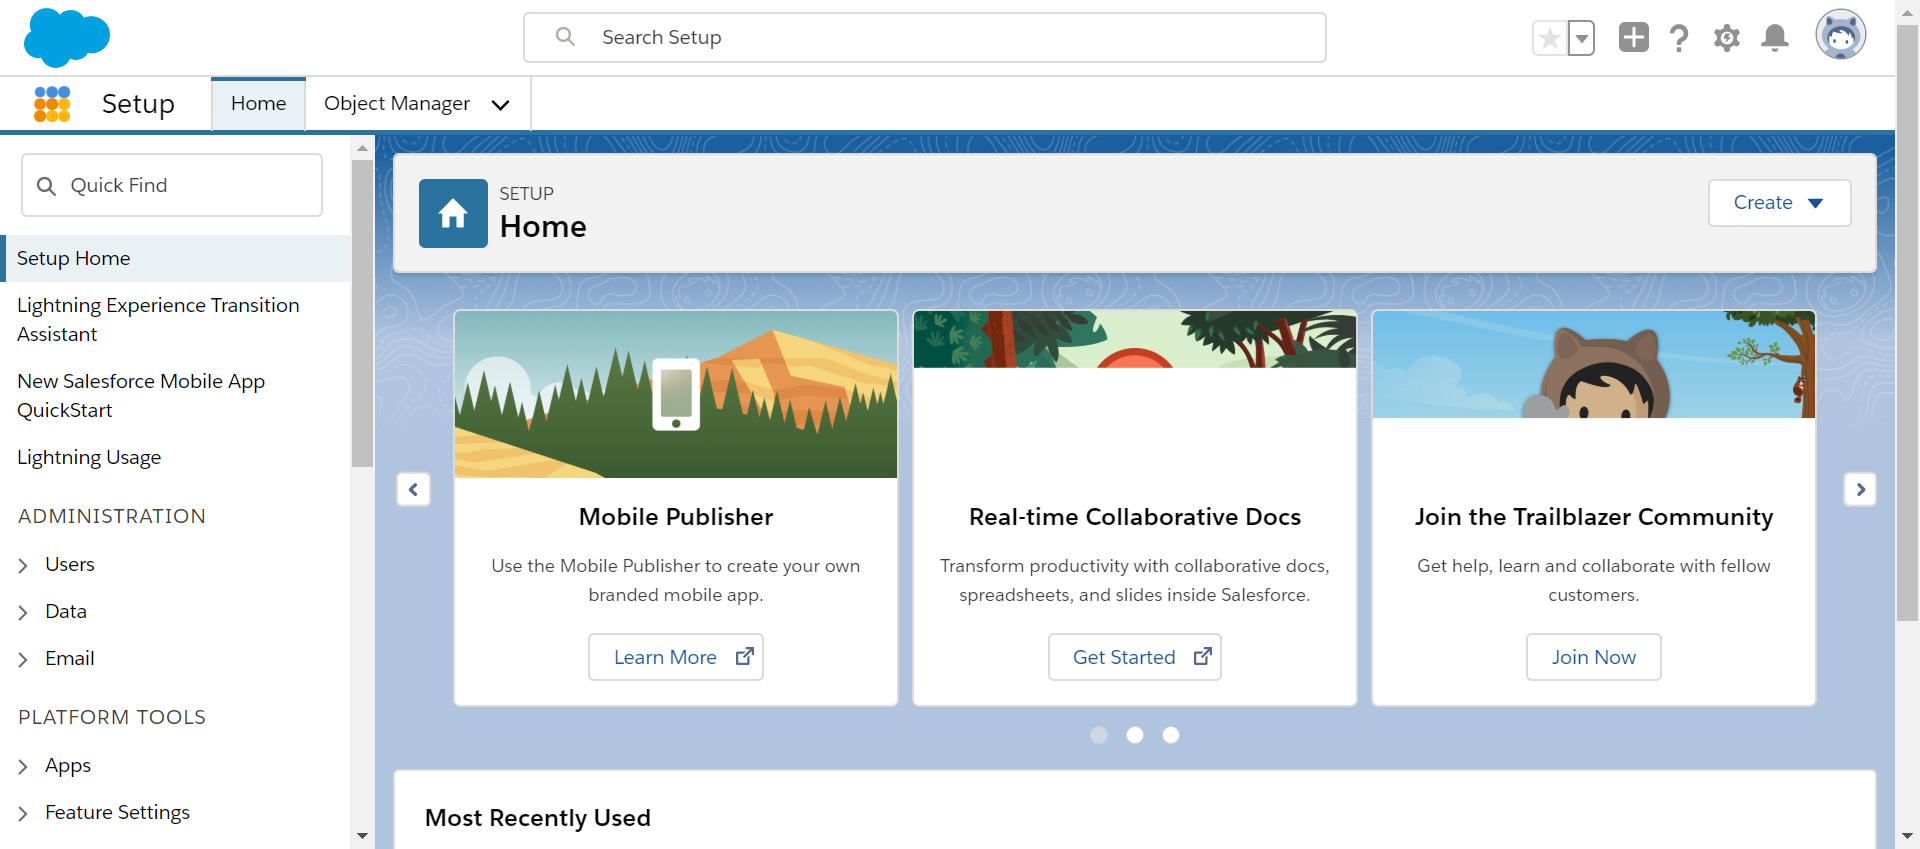 Search Setup
Setup
Home
Object Manager
Quick Find
Setup Home
Lightning Experience Transition
Assistant
New Salesforce Mobile App
QuickStart
Lightning Usage
ADMINISTRATION
Users
Data
Email
PLATFORM TOOLS
Apps
Feature Settings
SETUP
Home
Create
Mobile Publisher
Use the Mobile Publisher to create your own
branded mobile app.
Learn More
Real-time Collaborative Docs
Transform productivity with collaborative docs,
spreadsheets, and slides inside Salesforce.
Get Started
Join the Trailblazer Community
Get help, learn and collaborate with fellow
customers.
Join Now
Most Recently Used